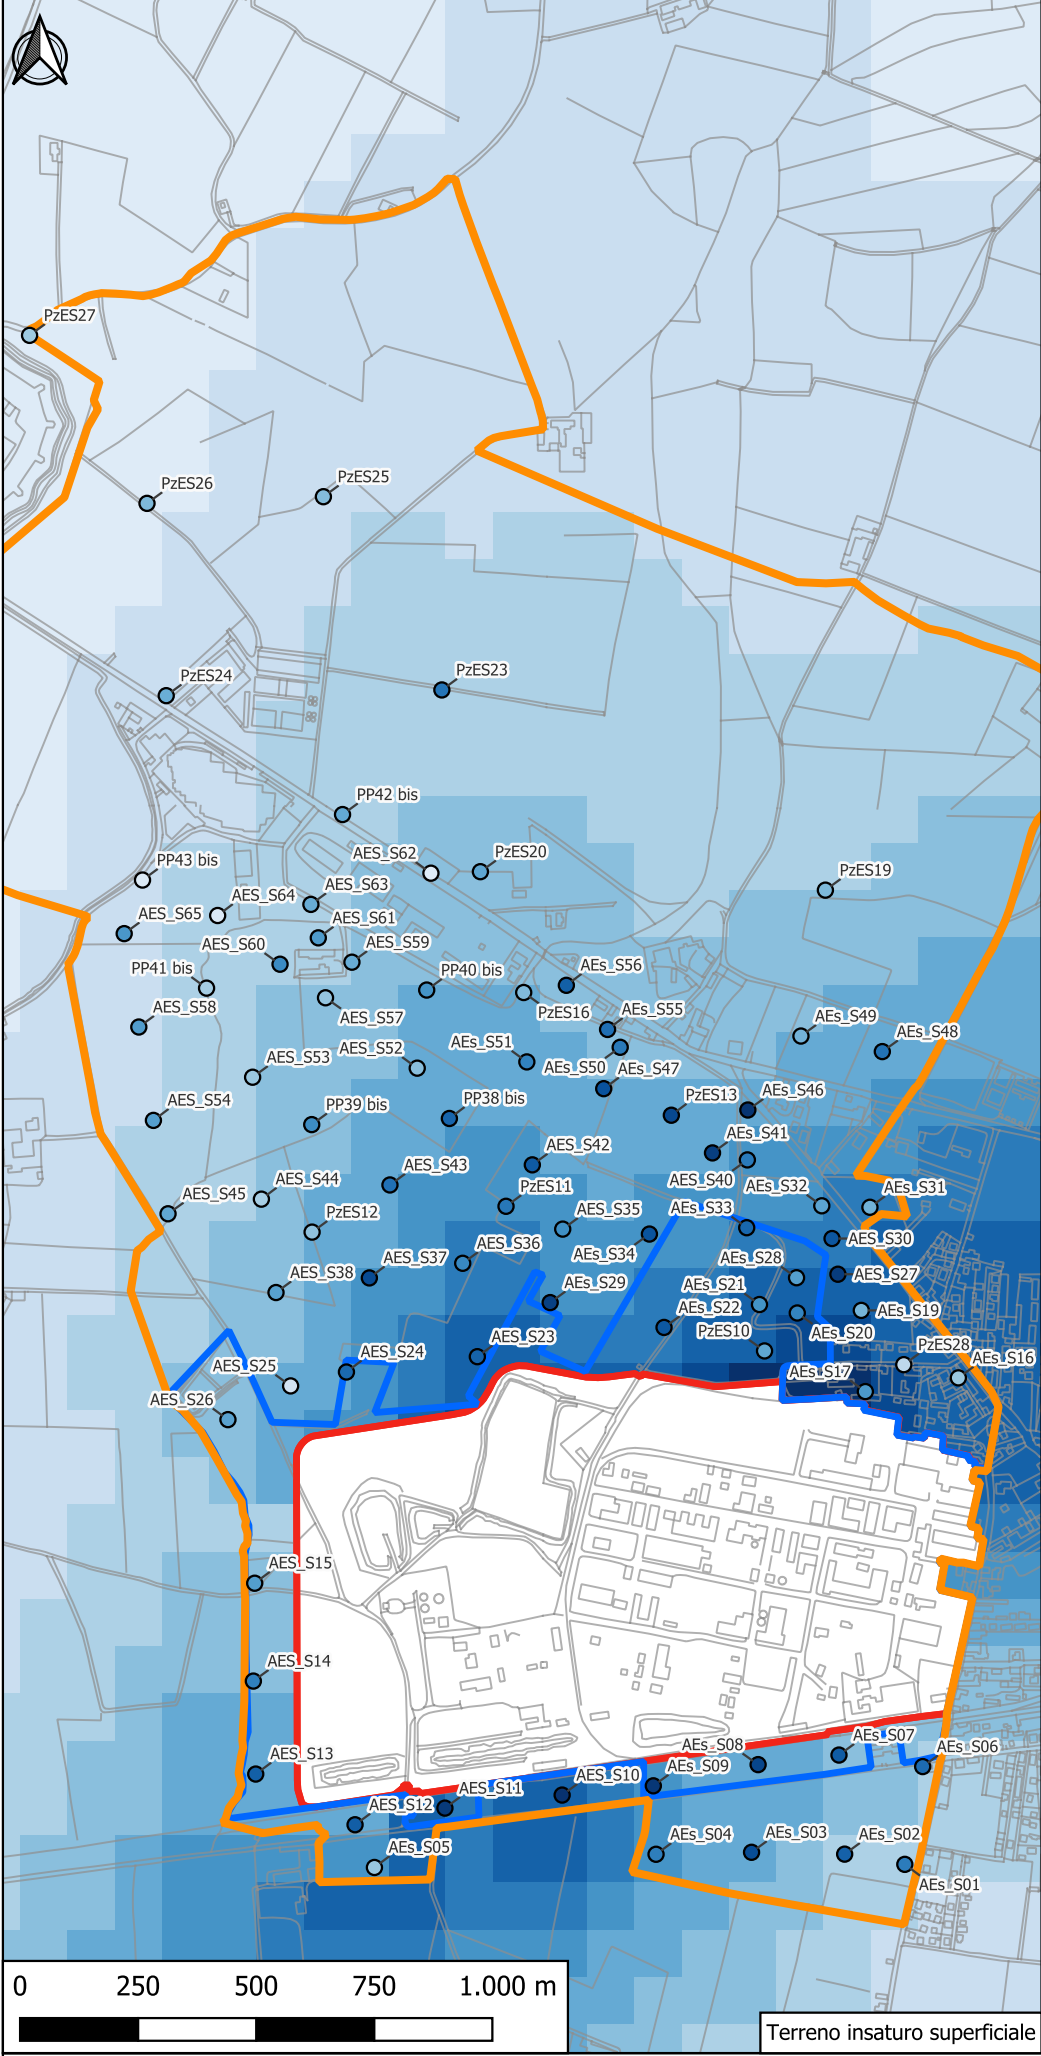 PzES27
PzES26
PzES25
PzES24
PzES23
PP42 bis
AES_S62
PzES20
PP43 bis
AES_S63
PzES19
AES_S64
AES_S65
AES_S61
AES_S60
AES_S59
PP41 bis
PP40 bis
AEs_S56
AES_S58
AES_S57
PzES16
AEs_S55
AEs_S49
AEs_S48
AES_S53
AES_S52
AEs_S51
AEs_S50
AEs_S47
AES_S54
PP39 bis
PP38 bis
PzES13
AEs_S46
AEs_S41
AES_S42
AES_S40
AES_S45
AES_S44
AES_S43
PzES11
AEs_S32
AEs_S31
PzES12
AES_S35
AEs_S33
AEs_S34
AEs_S30
AES_S38
AES_S37
AES_S36
AEs_S28
AEs_S27
AEs_S29
AEs_S21
AEs_S22
AEs_S19
AEs_S20
PzES10
AES_S25
AES_S24
AEs_S23
PzES28
AEs_S16
AEs_S17
AES_S26
AES_S15
AES_S14
AES_S13
AEs_S08
AEs_S07
AEs_S06
AES_S12
AES_S11
AEs_S10
AEs_S09
AEs_S05
AEs_S04
AEs_S03
AEs_S02
AEs_S01
0 250 500 750 1.000 m
Terreno insaturo superficiale